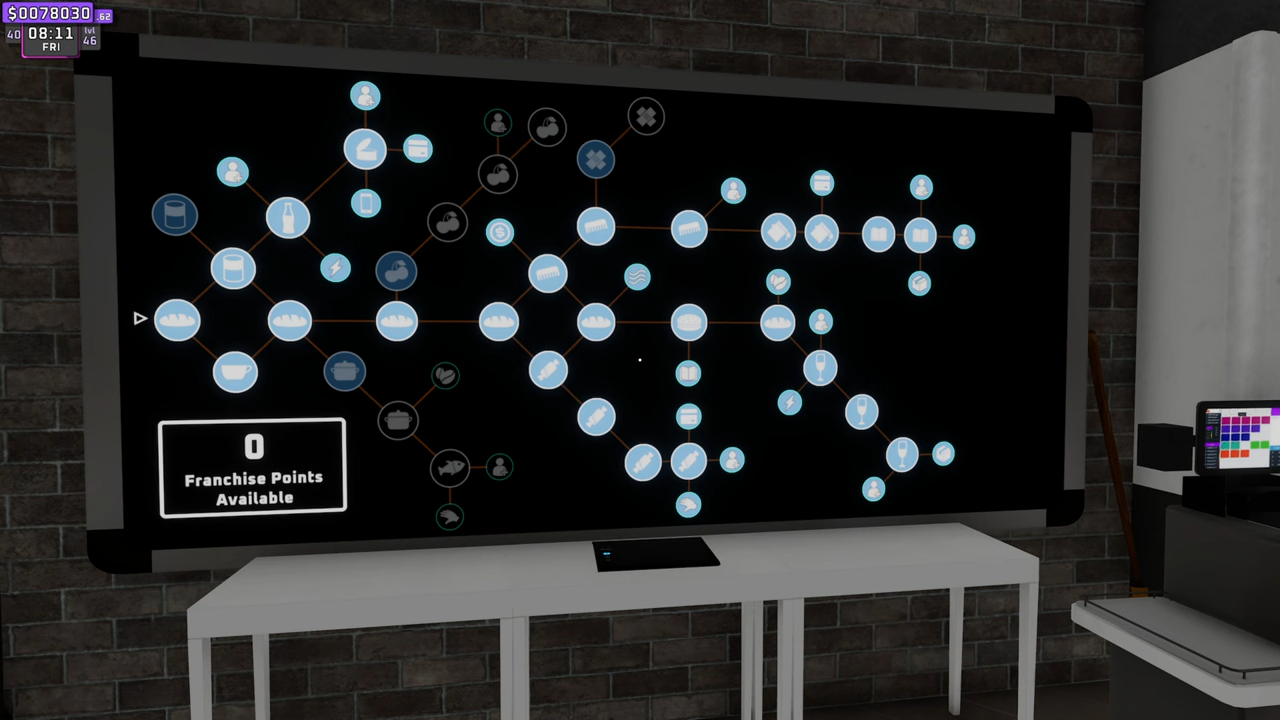 $0078030.62
40
08:11
FRI
lvl
46
0
Franchise Points
Available